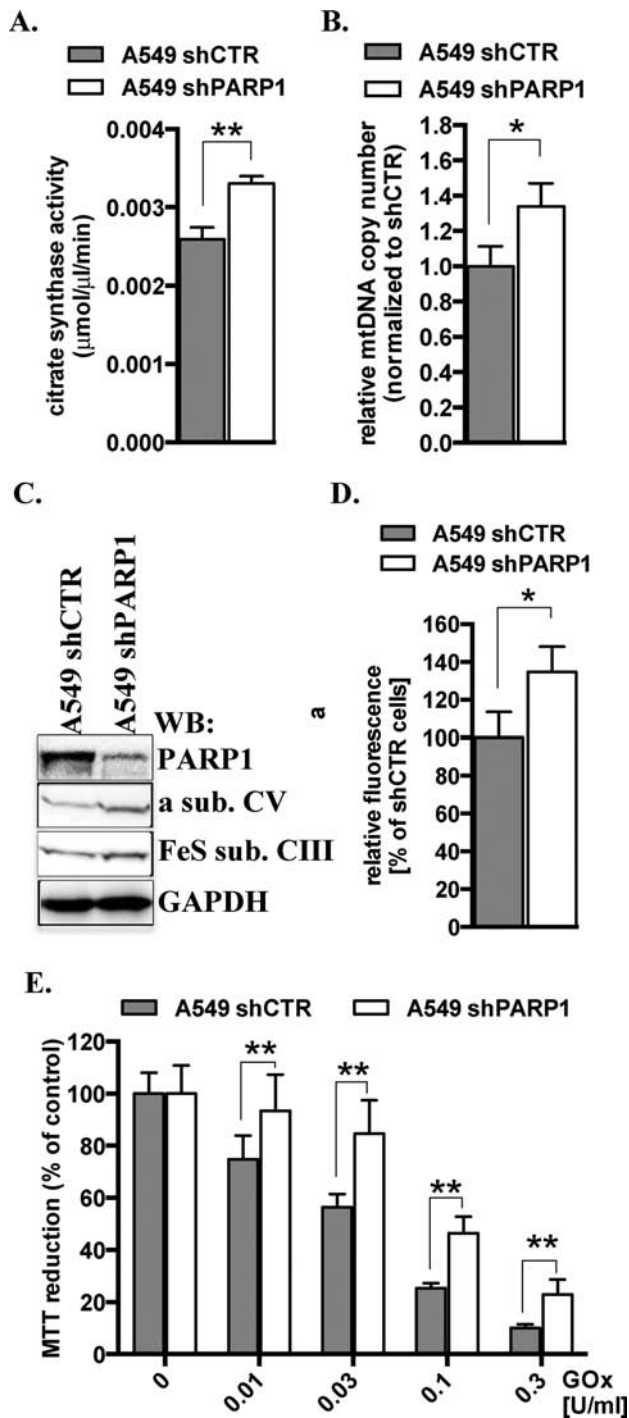 A.
A549 shCTR
A549 shPARP1
**
0.004
0.003
0.002
0.001
0.000
citrate synthase activity
(μmol/μl/min)
B.
A549 shCTR
A549 shPARP1
*
1.8
1.6
1.4
1.2
1.0
0.8
0.6
0.4
0.2
0.0
relative mtDNA copy number
(normalized to shCTR)
C.
A549 shCTR
A549 shPARP1
WB:
PARP1
a sub. CV
FeS sub. CIII
GAPDH
a
D.
A549 shCTR
A549 shPARP1
*
160
140
120
100
80
60
40
20
0
relative fluorescence
[% of shCTR cells]
E.
A549 shCTR
A549 shPARP1
120
100
80
60
40
20
0
MTT reduction (% of control)
**
**
**
**
0
0.01
0.03
0.1
0.3
GOx
[U/ml]